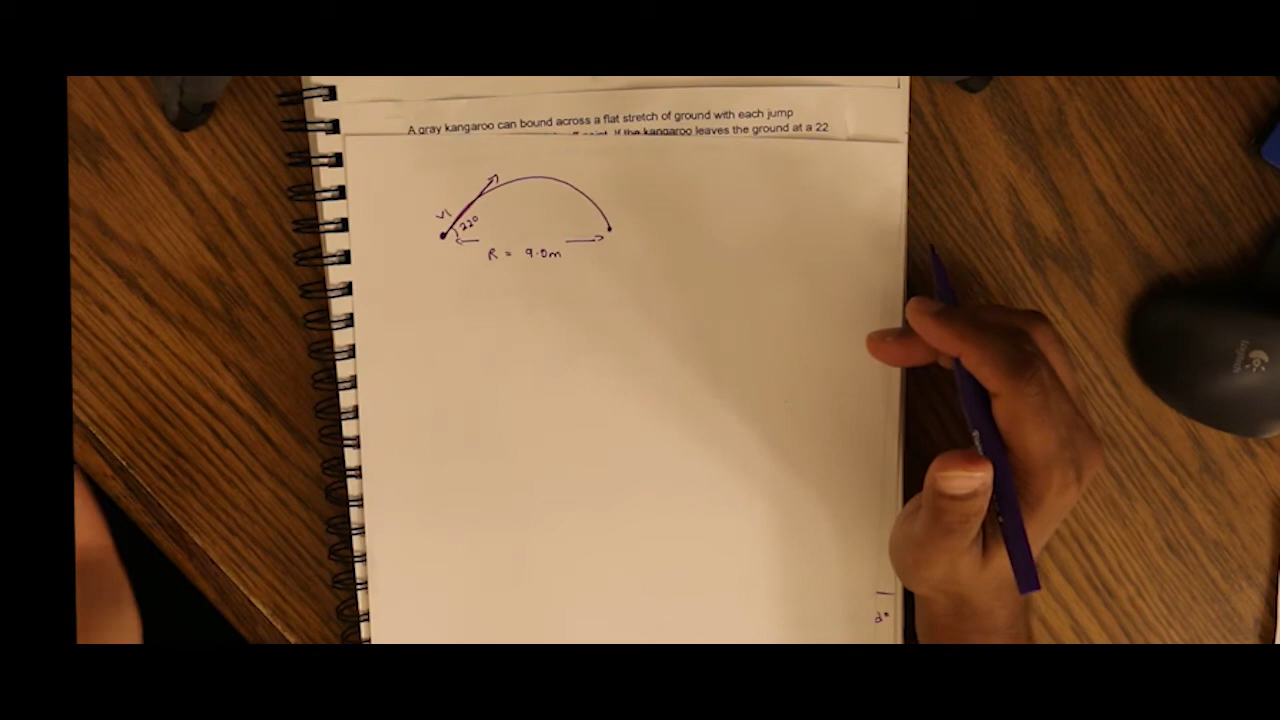 A gray kangaroo can bound across a flat stretch of ground with each jump
If the kangaroo leaves the ground at a 22
22°
R = 9.0m
Logitech